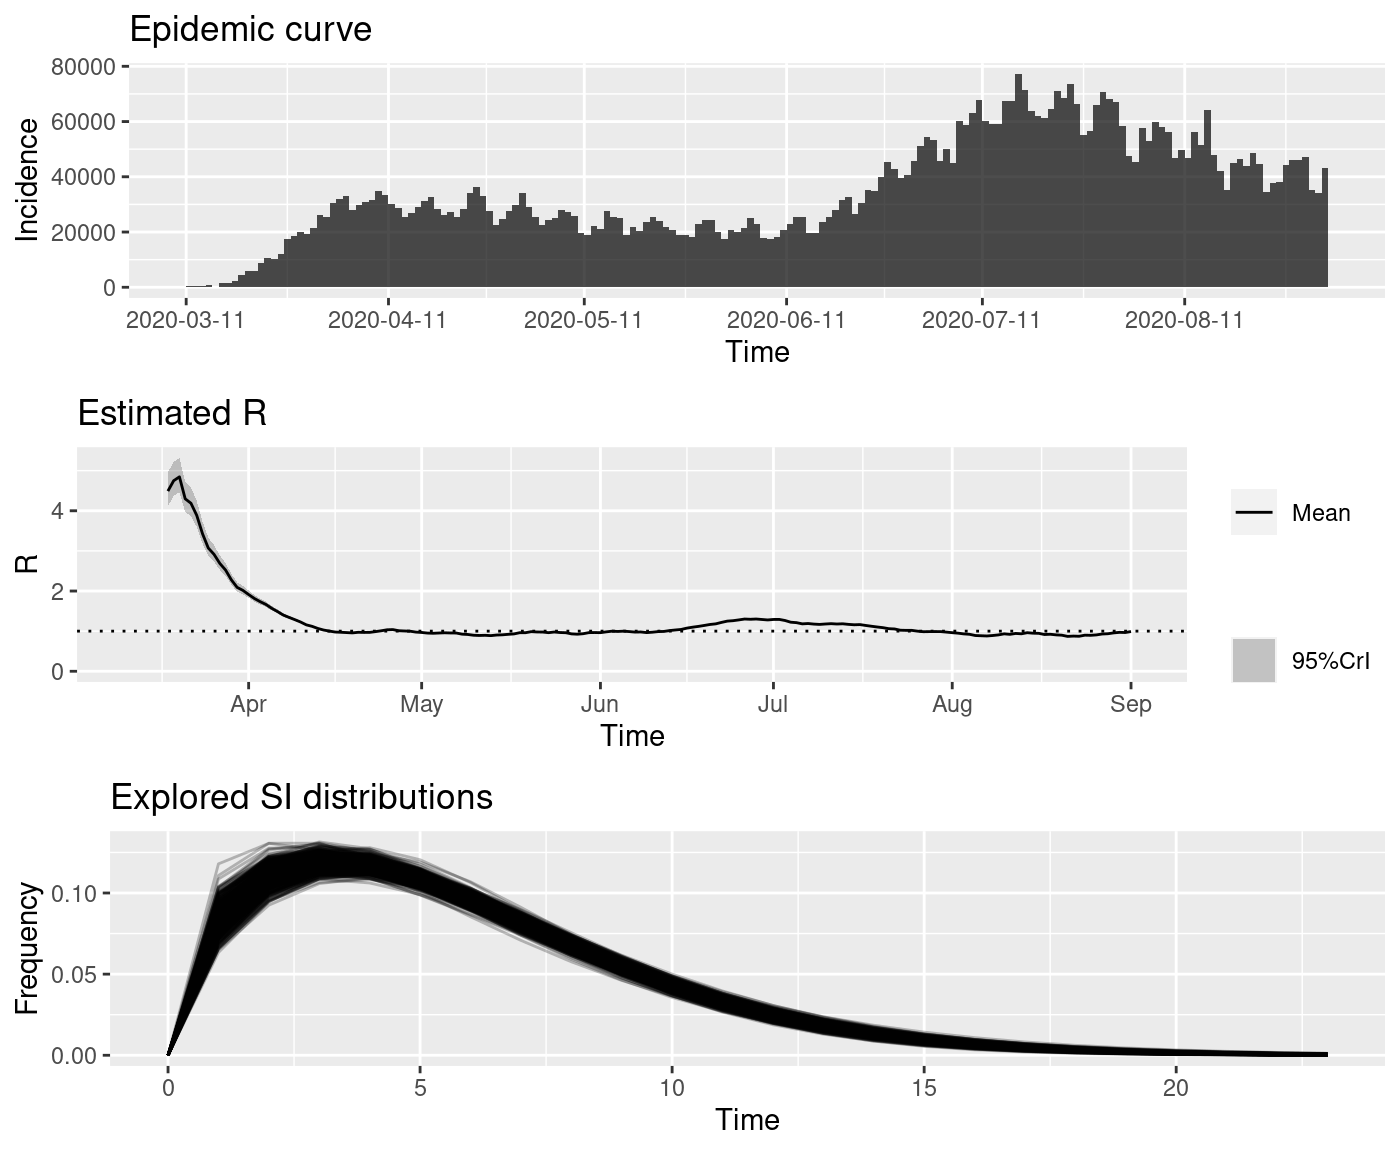 Epidemic curve
80000
60000
40000
20000
0
Incidence
2020-03-11 2020-04-11 2020-05-11 2020-06-11 2020-07-11 2020-08-11
Time
Estimated R
4
2
0
R
Apr May Jun Jul Aug Sep
Time
Mean
95%CrI
Explored SI distributions
0.10
0.05
0.00
Frequency
0 5 10 15 20
Time